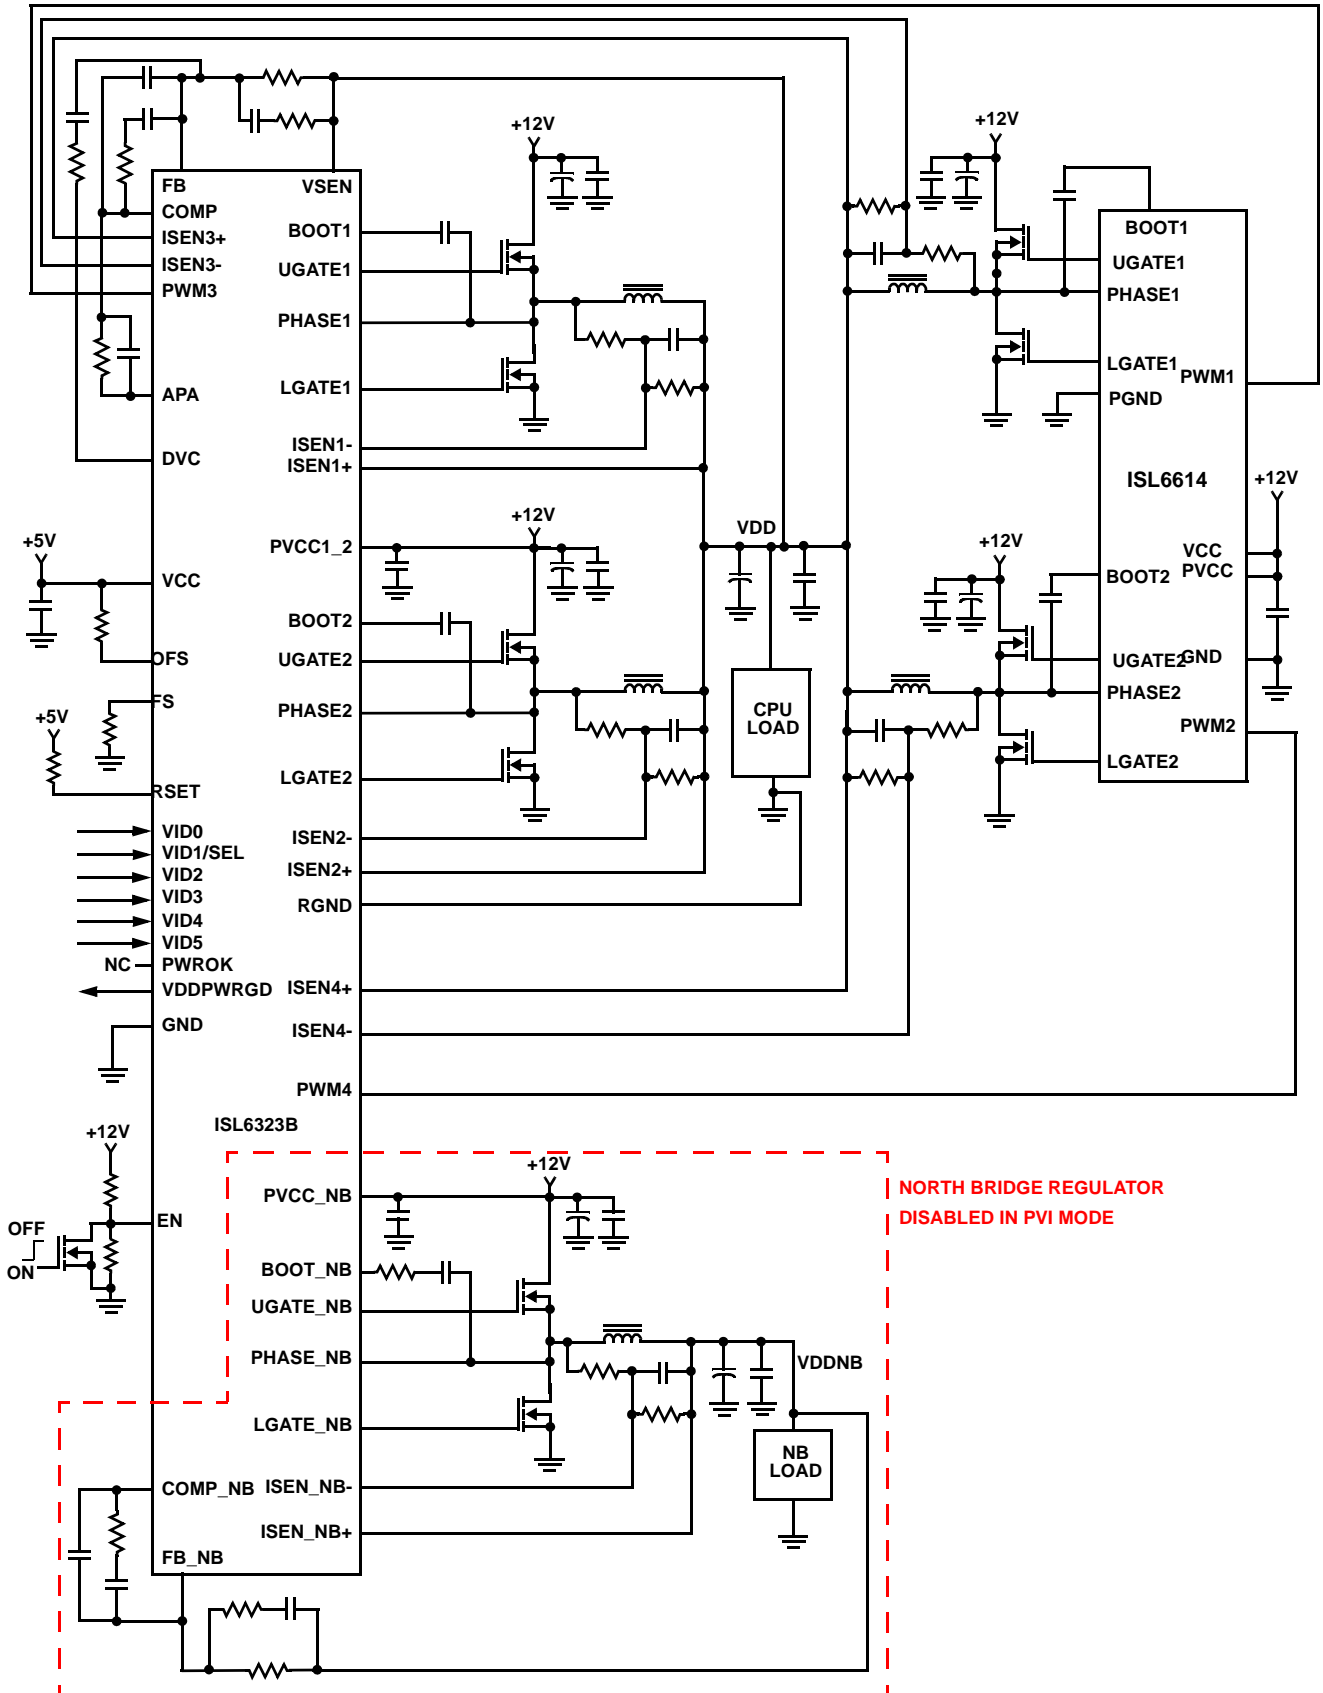 +12V
+12V
FB
VSEN
COMP
ISEN3+
ISEN3-
PWM3
APA
DVC
BOOT1
UGATE1
PHASE1
LGATE1
ISEN1-
ISEN1+
BOOT1
UGATE1
PHASE1
LGATE1
PWM1
PGND
ISL6614
+12V
VCC
PVCC
BOOT2
UGATE2
GND
PHASE2
PWM2
LGATE2
+12V
+12V
VDD
+5V
VCC
OFS
FS
+5V
RSET
PVCC1_2
BOOT2
UGATE2
PHASE2
LGATE2
ISEN2-
ISEN2+
RGND
CPU
LOAD
VID0
VID1/SEL
VID2
VID3
VID4
VID5
NC
PWROK
VDDPWRGD
GND
ISEN4+
ISEN4-
PWM4
ISL6323B
+12V
EN
OFF
ON
+12V
PVCC_NB
BOOT_NB
UGATE_NB
PHASE_NB
LGATE_NB
ISEN_NB-
ISEN_NB+
COMP_NB
FB_NB
VDDNB
NB
LOAD
NORTH BRIDGE REGULATOR
DISABLED IN PVI MODE